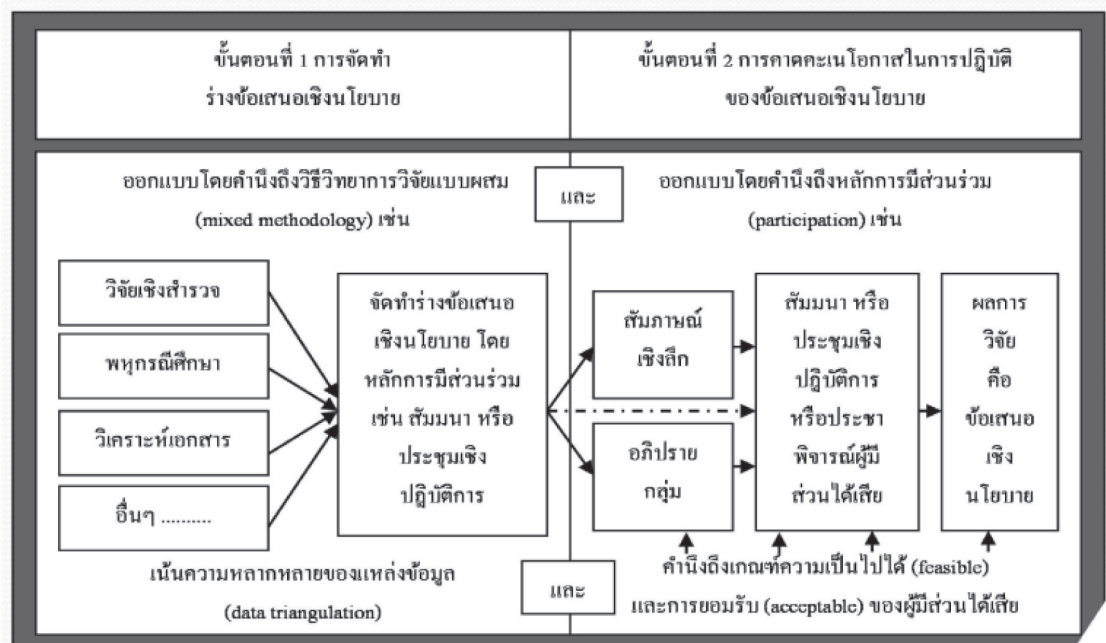 ขั้นตอนที่ 1 การจัดทำ
ร่างข้อเสนอเชิงนโยบาย
ขั้นตอนที่ 2 การคาดคะเนโอกาสในการปฎิบัติ
ของข้อเสนอเชิงนโยบาย
ออกแบบโดยคำนึงถึงวิธีวิทยาการวิจัยแบบผสม
(mixed methodology) เช่น
และ
ออกแบบโดยคำนึงถึงหลักการมีส่วนร่วม
(participation) เช่น
วิจัยเชิงสำรวจ
พหุกรณีศึกษา
วิเคราะห์เอกสาร
อื่นๆ ..........
จัดทำร่างข้อเสนอ
เชิงนโยบาย โดย
หลักการมีส่วนร่วม
เช่น สัมมนา หรือ
ประชุมเชิง
ปฎิบัติการ
สัมภาษณ์
เชิงลึก
อภิปราย
กลุ่ม
สัมมนา หรือ
ประชุมเชิง
ปฎิบัติการ
หรือประชา
พิจารณ์ผู้มี
ส่วนได้เสีย
ผลการ
วิจัย
คือ
ข้อเสนอ
เชิง
นโยบาย
เน้นความหลากหลายของแหล่งข้อมูล
(data triangulation)
และ
คำนึงถึงเกณฑ์ความเป็นไปได้ (feasible)
และการยอมรับ (acceptable) ของผู้มีส่วนได้เสีย